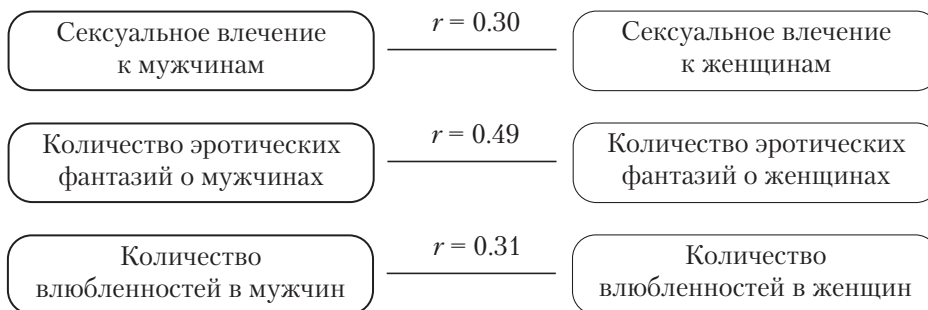 Сексуальное влечение
к мужчинам
r = 0.30
Сексуальное влечение
к женщинам
Количество эротических
фантазий о мужчинах
r = 0.49
Количество эротических
фантазий о женщинах
Количество
влюбленностей в мужчин
r = 0.31
Количество
влюбленностей в женщин